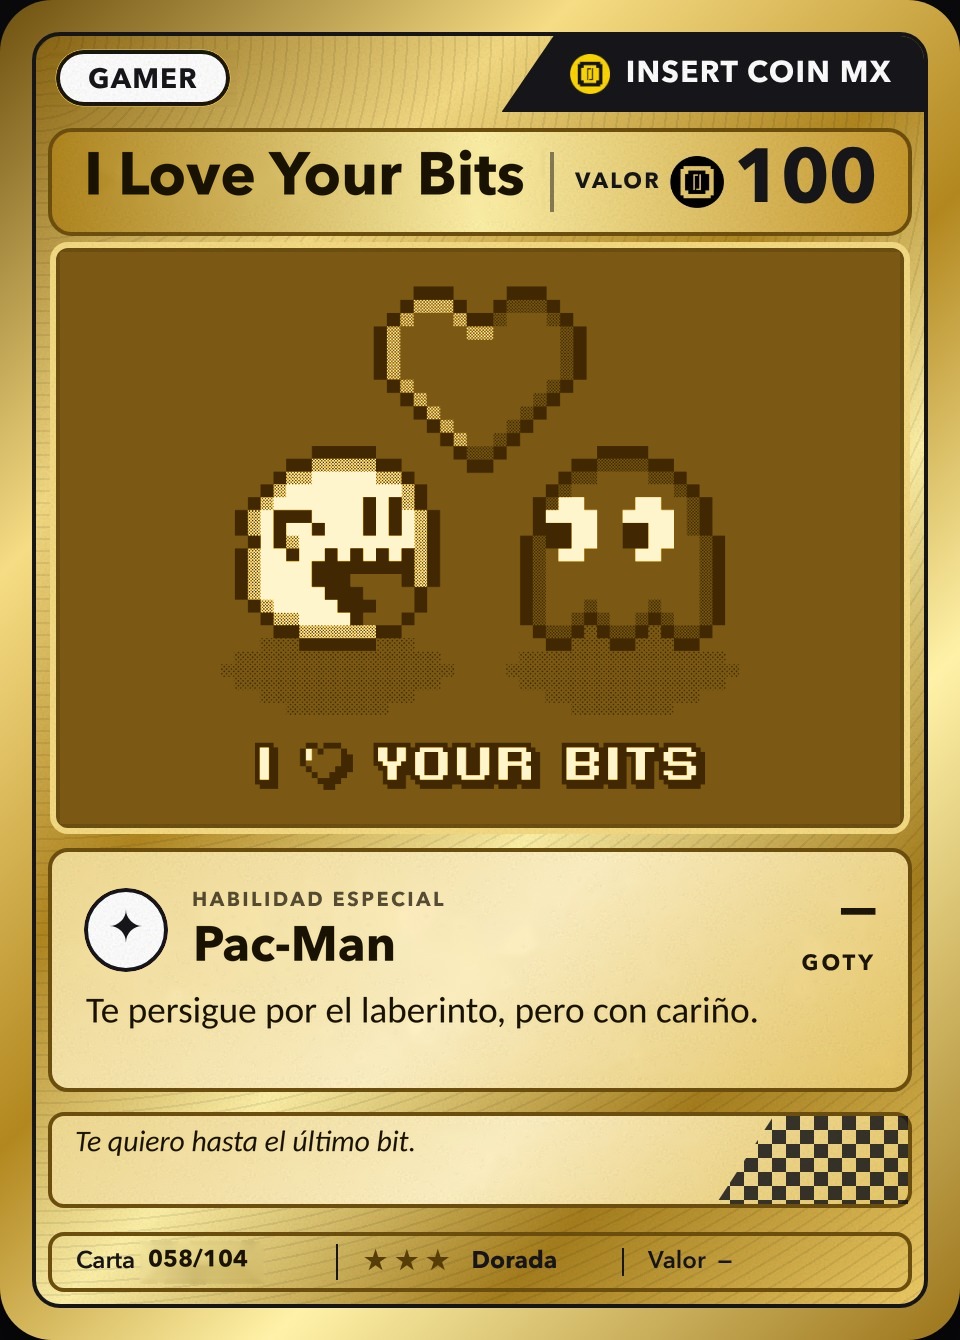 GAMER
INSERT COIN MX
I Love Your Bits
VALOR 100
I YOUR BITS
HABILIDAD ESPECIAL
Pac-Man
—
GOTY
Te persigue por el laberinto, pero con cariño.
Te quiero hasta el último bit.
Carta 058/104 ★★★ Dorada Valor –